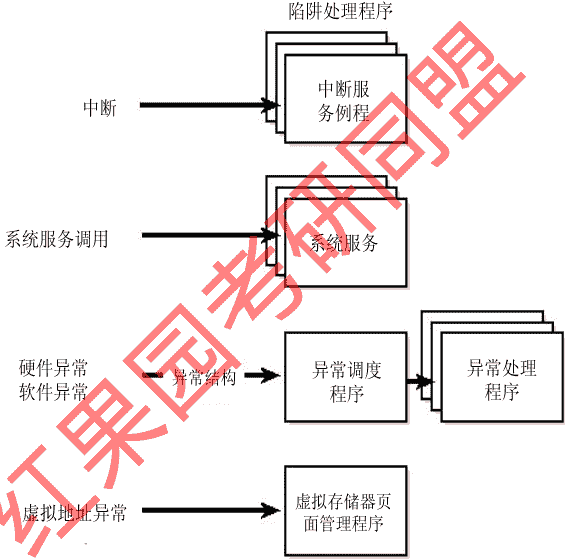 陷阱处理程序
中断
中断服
务例程
系统服务调用
系统服务
硬件异常
软件异常
异常结构
异常调度
程序
异常处理
程序
虚拟地址异常
虚拟存储器页
面管理程序
红果园考研同盟